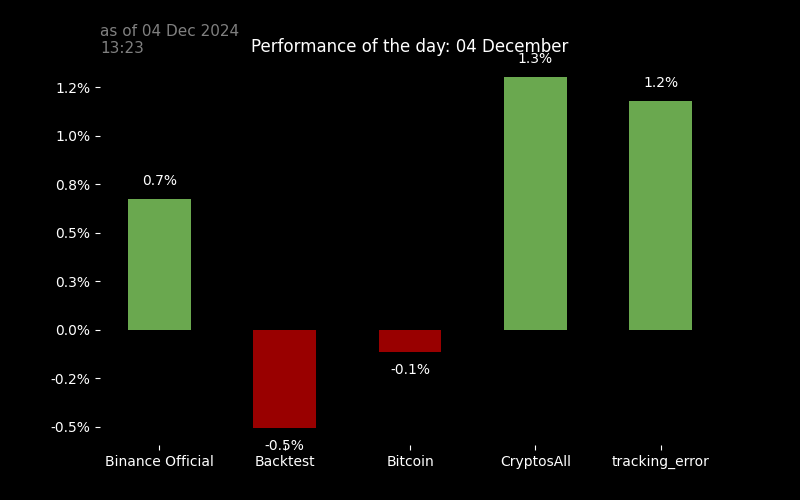 as of 04 Dec 2024
13:23
Performance of the day: 04 December
1.3%
1.2%
1.2%
1.0%
0.8%
0.7%
0.5%
0.3%
0.0%
-0.2%
-0.1%
-0.5%
-0.5%
Binance Official
Backtest
Bitcoin
CryptosAll
tracking_error